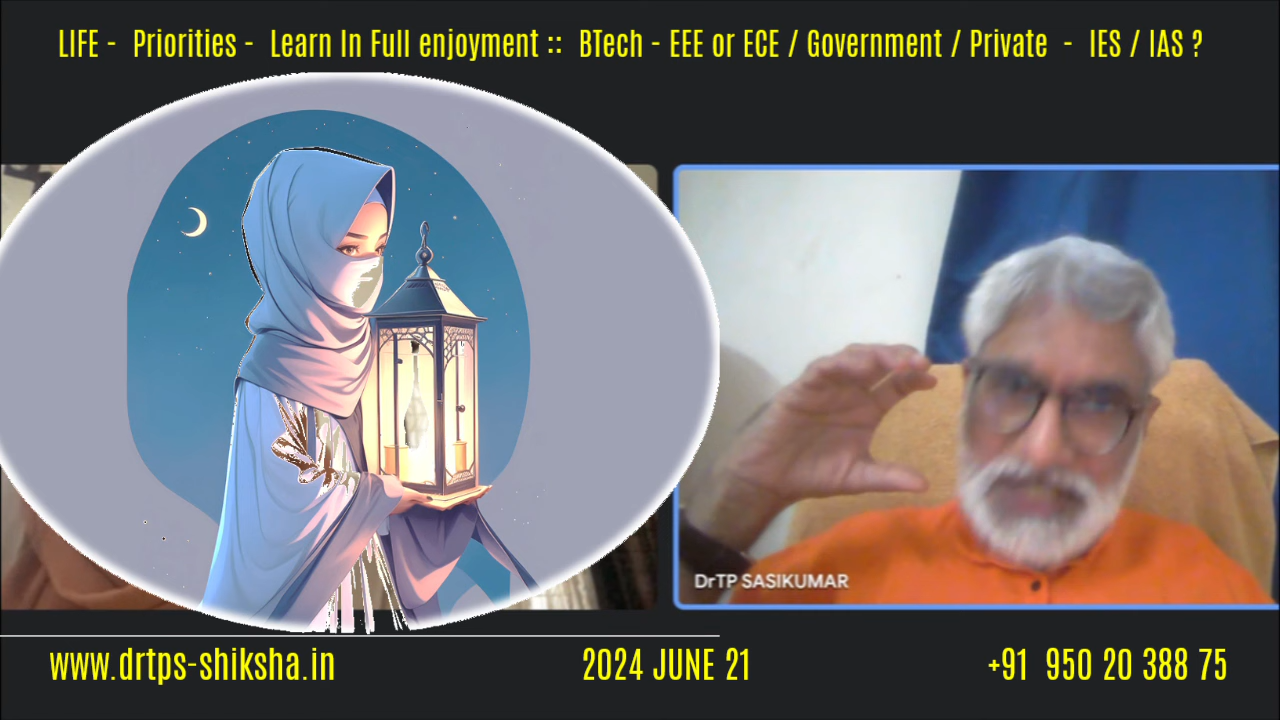 LIFE - Priorities - Learn In Full enjoyment :: BTech - EEE or ECE / Government / Private - IES / IAS ?
DrTP SASIKUMAR
www.drtps-shiksha.in 2024 JUNE 21 +91 950 20 388 75